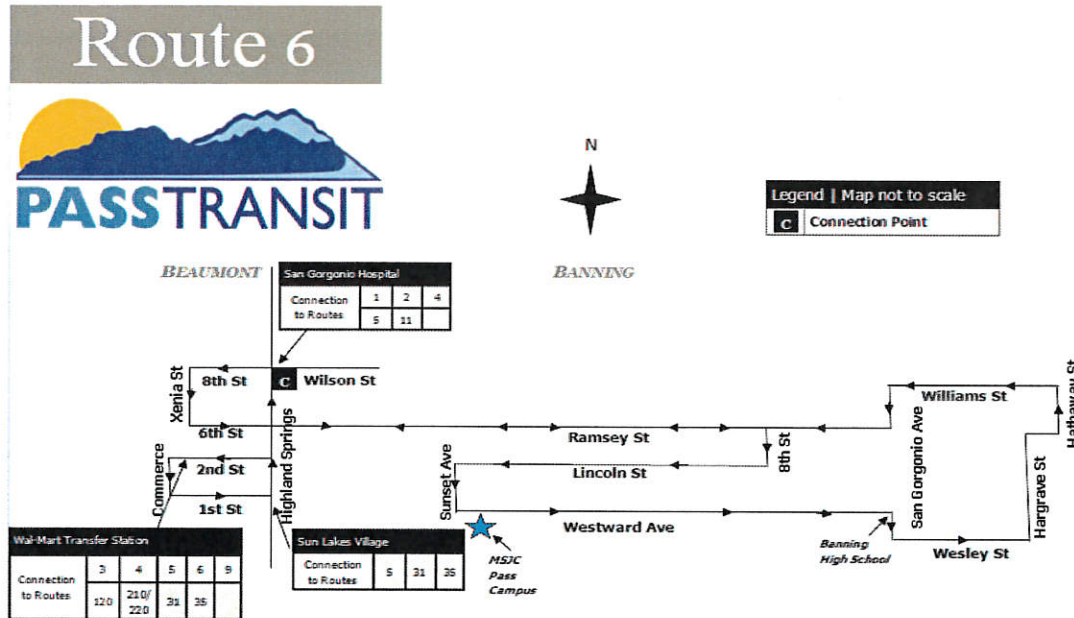 Route 6
PASSTRANSIT
N
Legend | Map not to scale
C Connection Point
BEAUMONT
BANNING
San Gorgonio Hospital
Connection to Routes
1 2 4
5 11
Xenia St
8th St
C
Wilson St
6th St
Highland Springs
Ramsey St
8th St
Williams St
Hathaway St
San Gorgonio Ave
Hargrave St
Commerce
2nd St
1st St
Sunset Ave
Lincoln St
Westward Ave
Wesley St
Banning
High School
MSJC
Pass
Campus
Wal-Mart Transfer Station
Connection to Routes
3 4 5 6 9
120 210/220 31 35
Sun Lakes Village
Connection to Routes
5 31 35